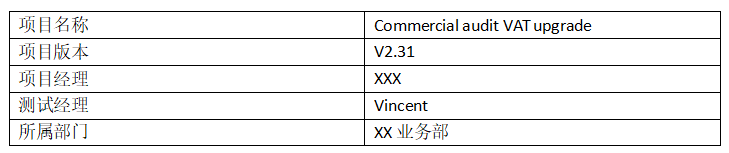 项目名称 Commercial audit VAT upgrade
项目版本 V2.31
项目经理 XXX
测试经理 Vincent
所属部门 XX 业务部